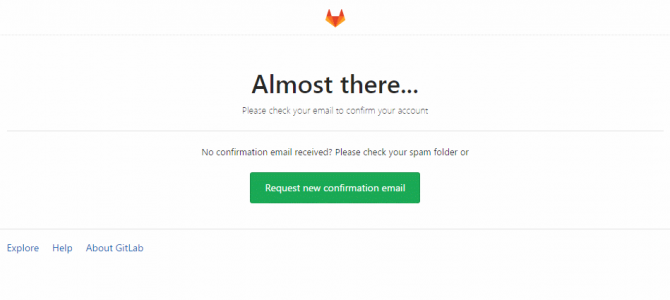 Almost there...
Please check your email to confirm your account
No confirmation email received? Please check your spam folder or
Request new confirmation email
Explore Help About GitLab